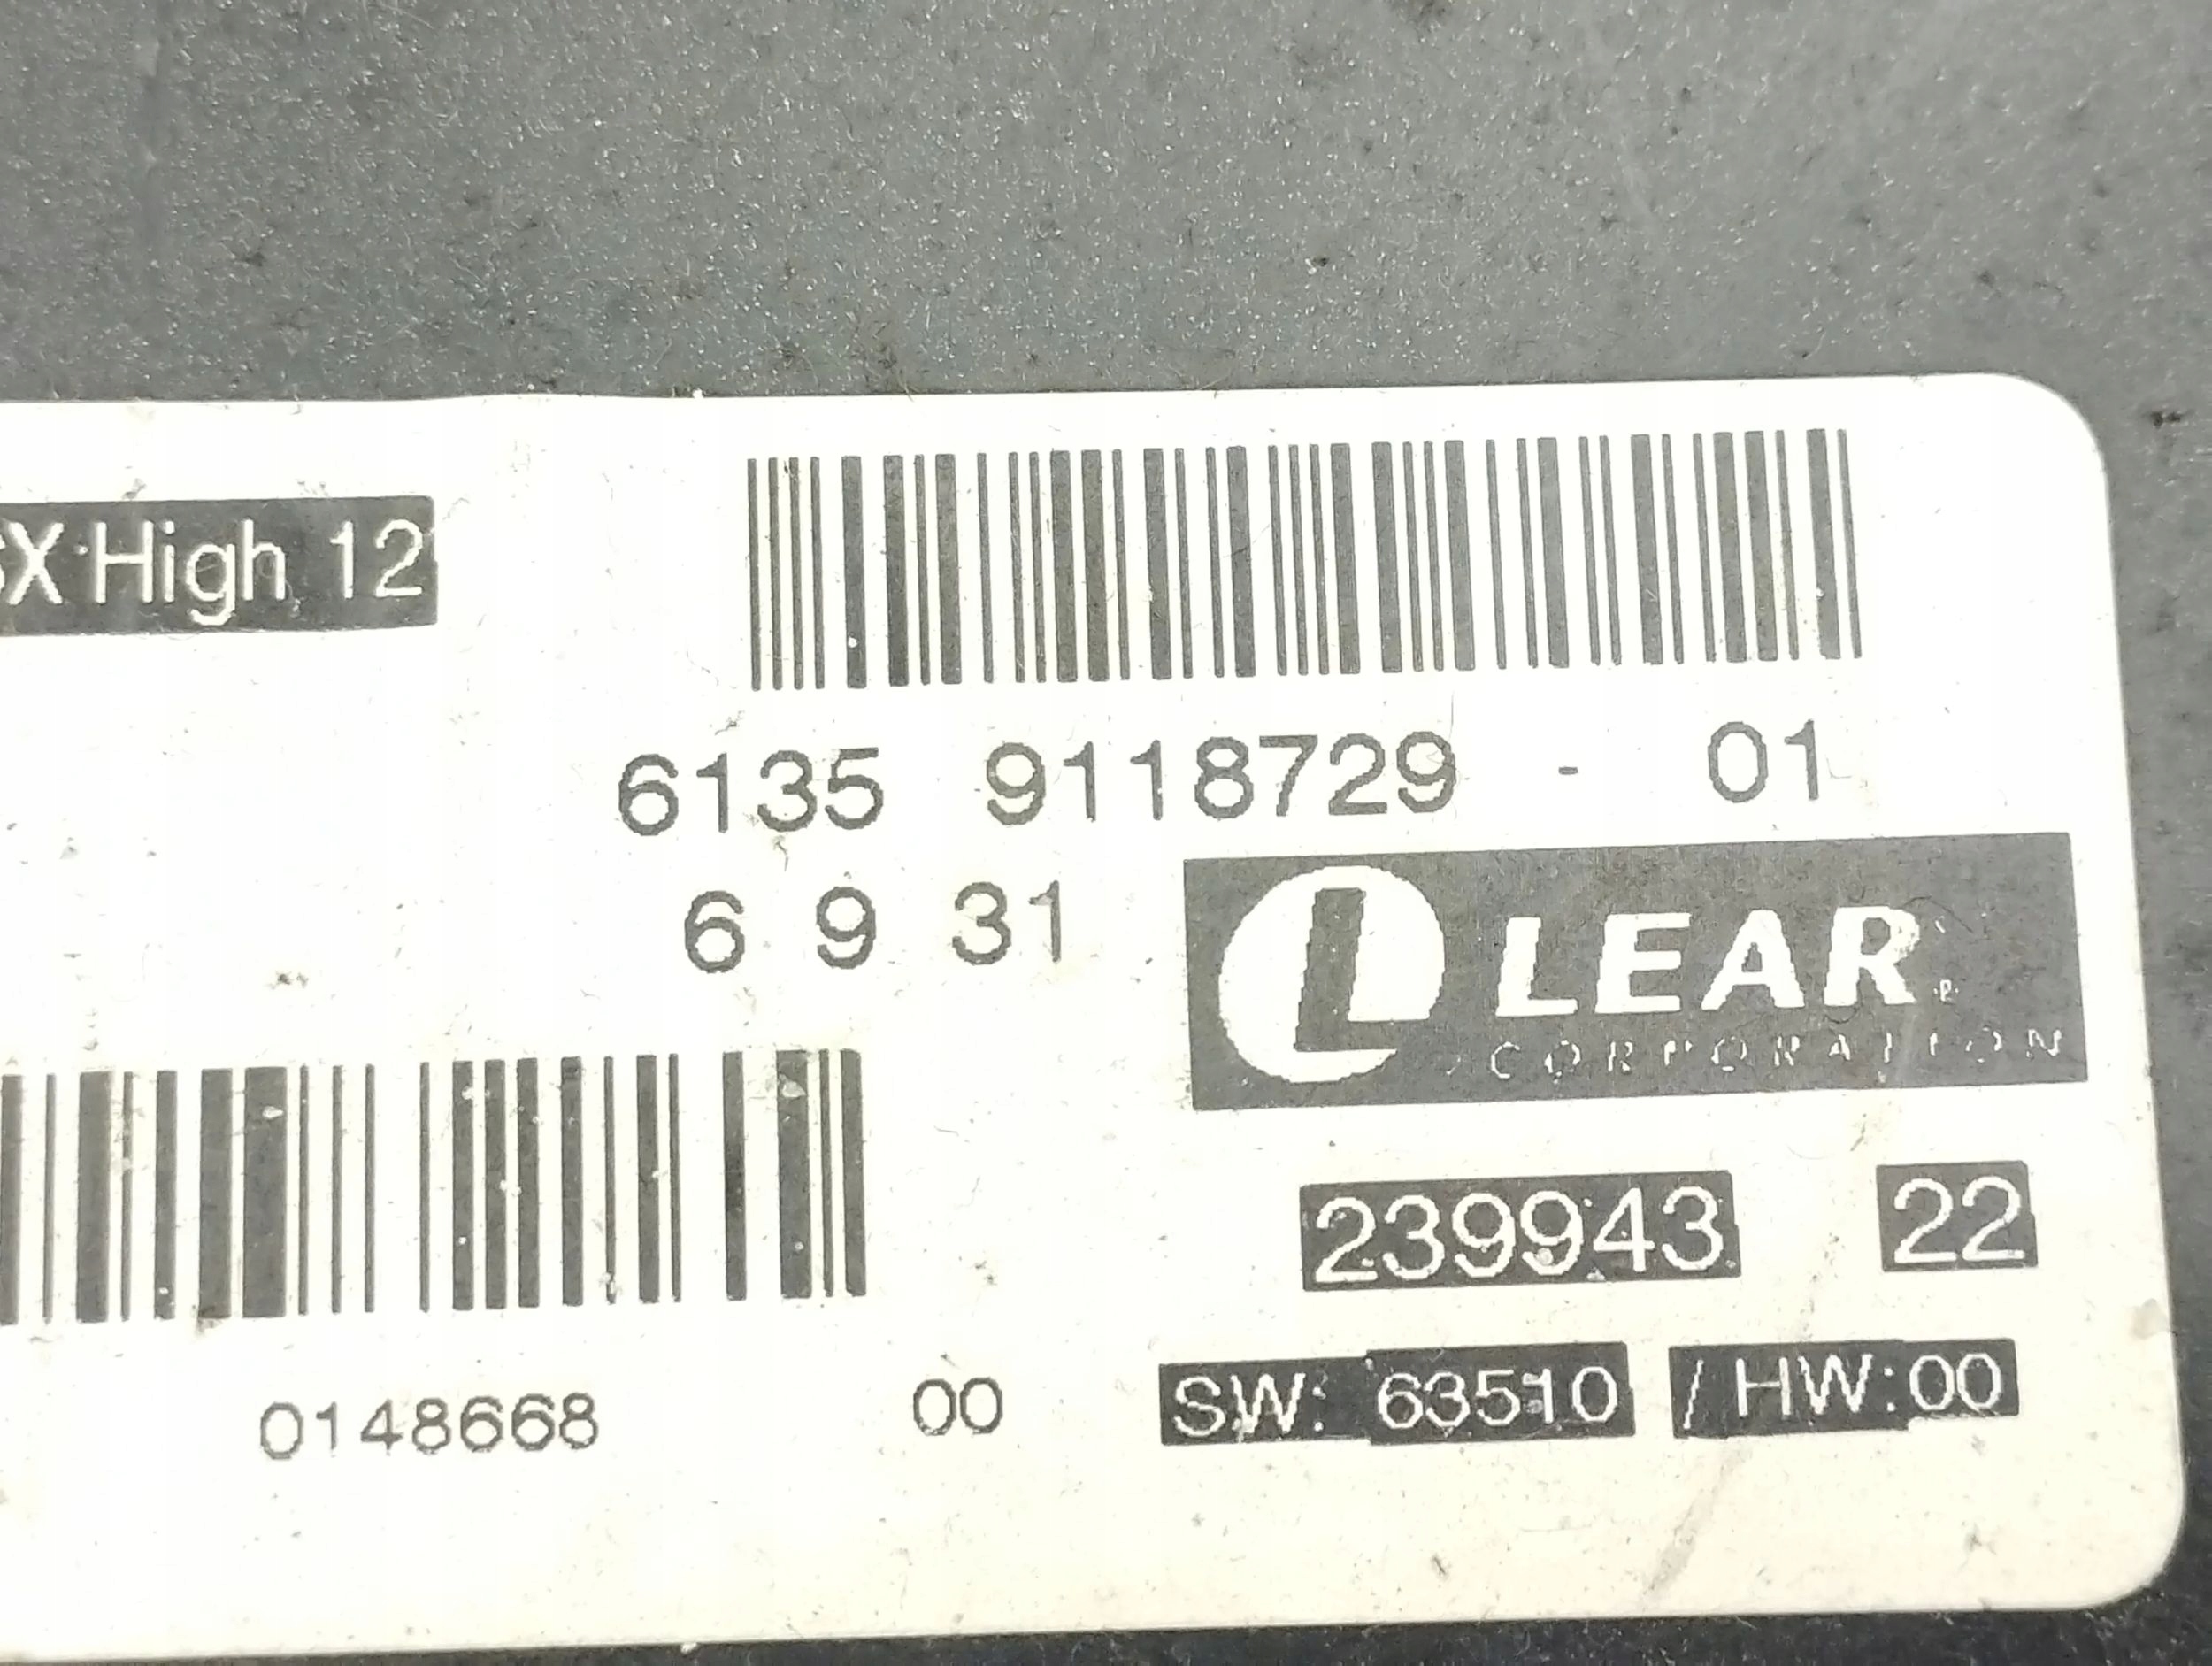 X High 12
6135 9118729 - 01
6 9 31
LEAR
CORPORATION
239943 22
0148668 00 SW: 63510 / HW:00